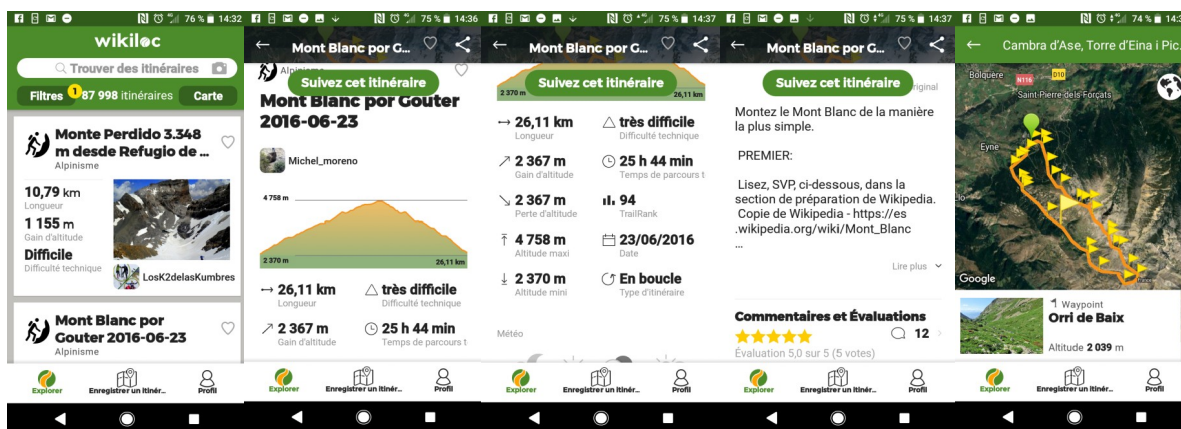 76 % 14:32
wikiloc
Trouver des itinéraires
Filtres 1 87 998 itinéraires Carte
Monte Perdido 3.348
m desde Refugio de ...
Alpinisme
10,79 km
Longueur
1 155 m
Gain d'altitude
Difficile
Difficulté technique
LosK2delasKumbres
Mont Blanc por
Gouter 2016-06-23
Alpinisme
Explorer Enregistrer un itinér... Profil
75 % 14:36
Mont Blanc por G...
Alpinisme
Suivez cet itinéraire
Mont Blanc por Gouter
2016-06-23
Michel_moreno
4 758 m
2 370 m 26,11 km
26,11 km très difficile
Longueur Difficulté technique
2 367 m 25 h 44 min
Gain d'altitude Temps de parcours t
Explorer Enregistrer un itinér... Profil
75 % 14:37
Mont Blanc por G...
Suivez cet itinéraire
2 370 m 26,11 km
26,11 km très difficile
Longueur Difficulté technique
2 367 m 25 h 44 min
Gain d'altitude Temps de parcours t
2 367 m 94
Perte d'altitude TrailRank
4 758 m 23/06/2016
Altitude maxi Date
2 370 m En boucle
Altitude mini Type d'itinéraire
Météo
Explorer Enregistrer un itinér... Profil
75 % 14:37
Mont Blanc por G...
Suivez cet itinéraire
riginal
Montez le Mont Blanc de la manière
la plus simple.
PREMIER:
Lisez, SVP, ci-dessous, dans la
section de préparation de Wikipedia.
Copie de Wikipedia - https://es
.wikipedia.org/wiki/Mont_Blanc
...
Lire plus
Commentaires et Évaluations
12
Évaluation 5,0 sur 5 (5 votes)
Explorer Enregistrer un itinér... Profil
74 % 14:3
Cambra d'Ase, Torre d'Eina i Pic.
Bolquère
N116 D10
Saint-Pierre-dels-Forçats
Eyne
Llo
Google
Waypoint
Orri de Baix
Altitude 2 039 m
Explorer Enregistrer un itinér... Profil